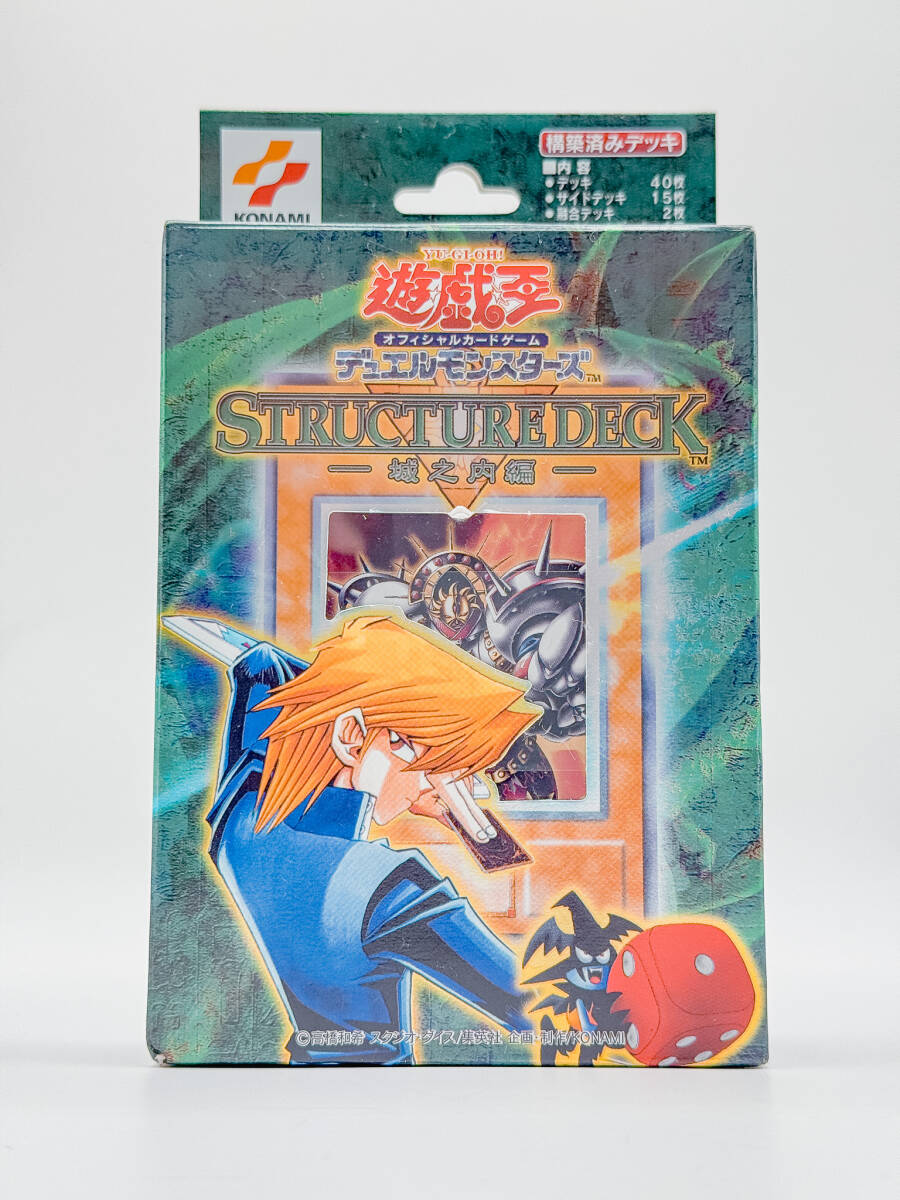 KONAMI
構築済みデッキ
■内容
●デッキ 40枚
●サイドデッキ 15枚
●融合デッキ 2枚
YU-GI-OH!
遊戯王
オフィシャルカードゲーム
デュエルモンスターズ™
STRUCTURE DECK™
－城之内編－
©高橋和希 スタジオ・ダイス/集英社 企画・制作/KONAMI